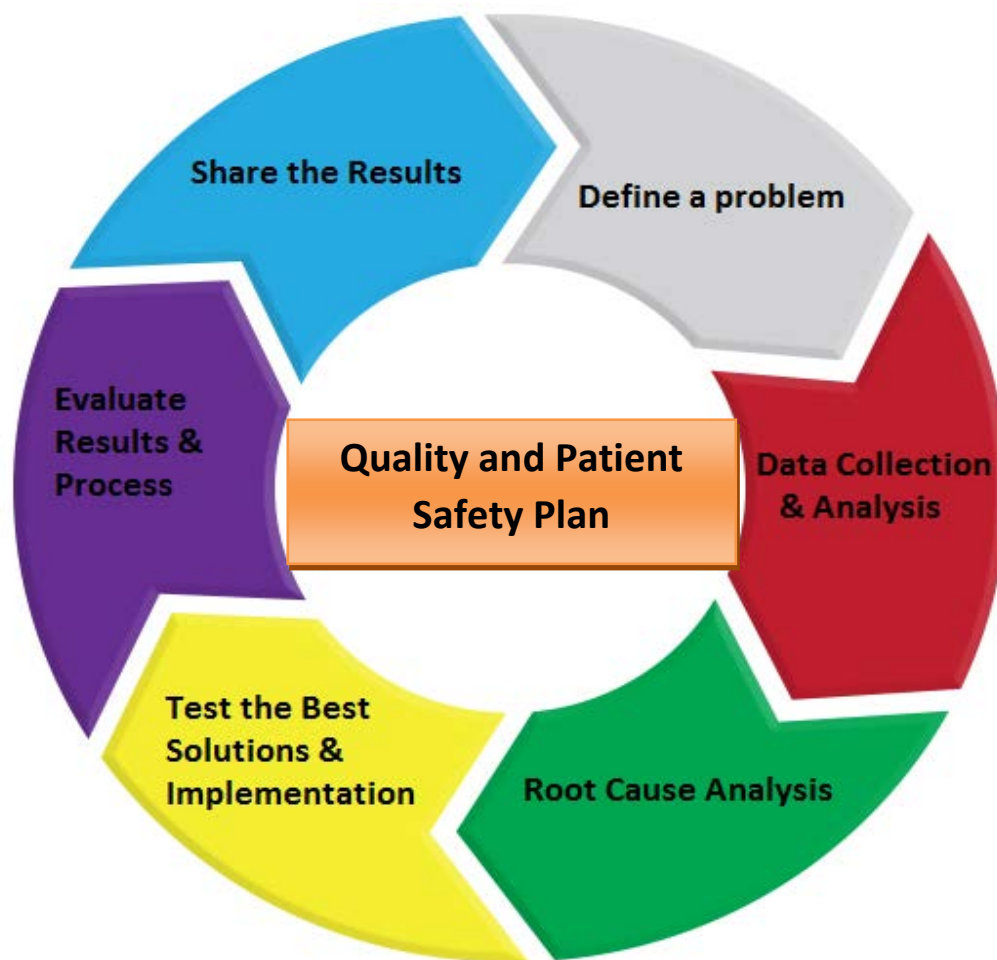 Share the Results
Define a problem
Evaluate
Results &
Process
Quality and Patient
Safety Plan
Data Collection
& Analysis
Test the Best
Solutions &
Implementation
Root Cause Analysis